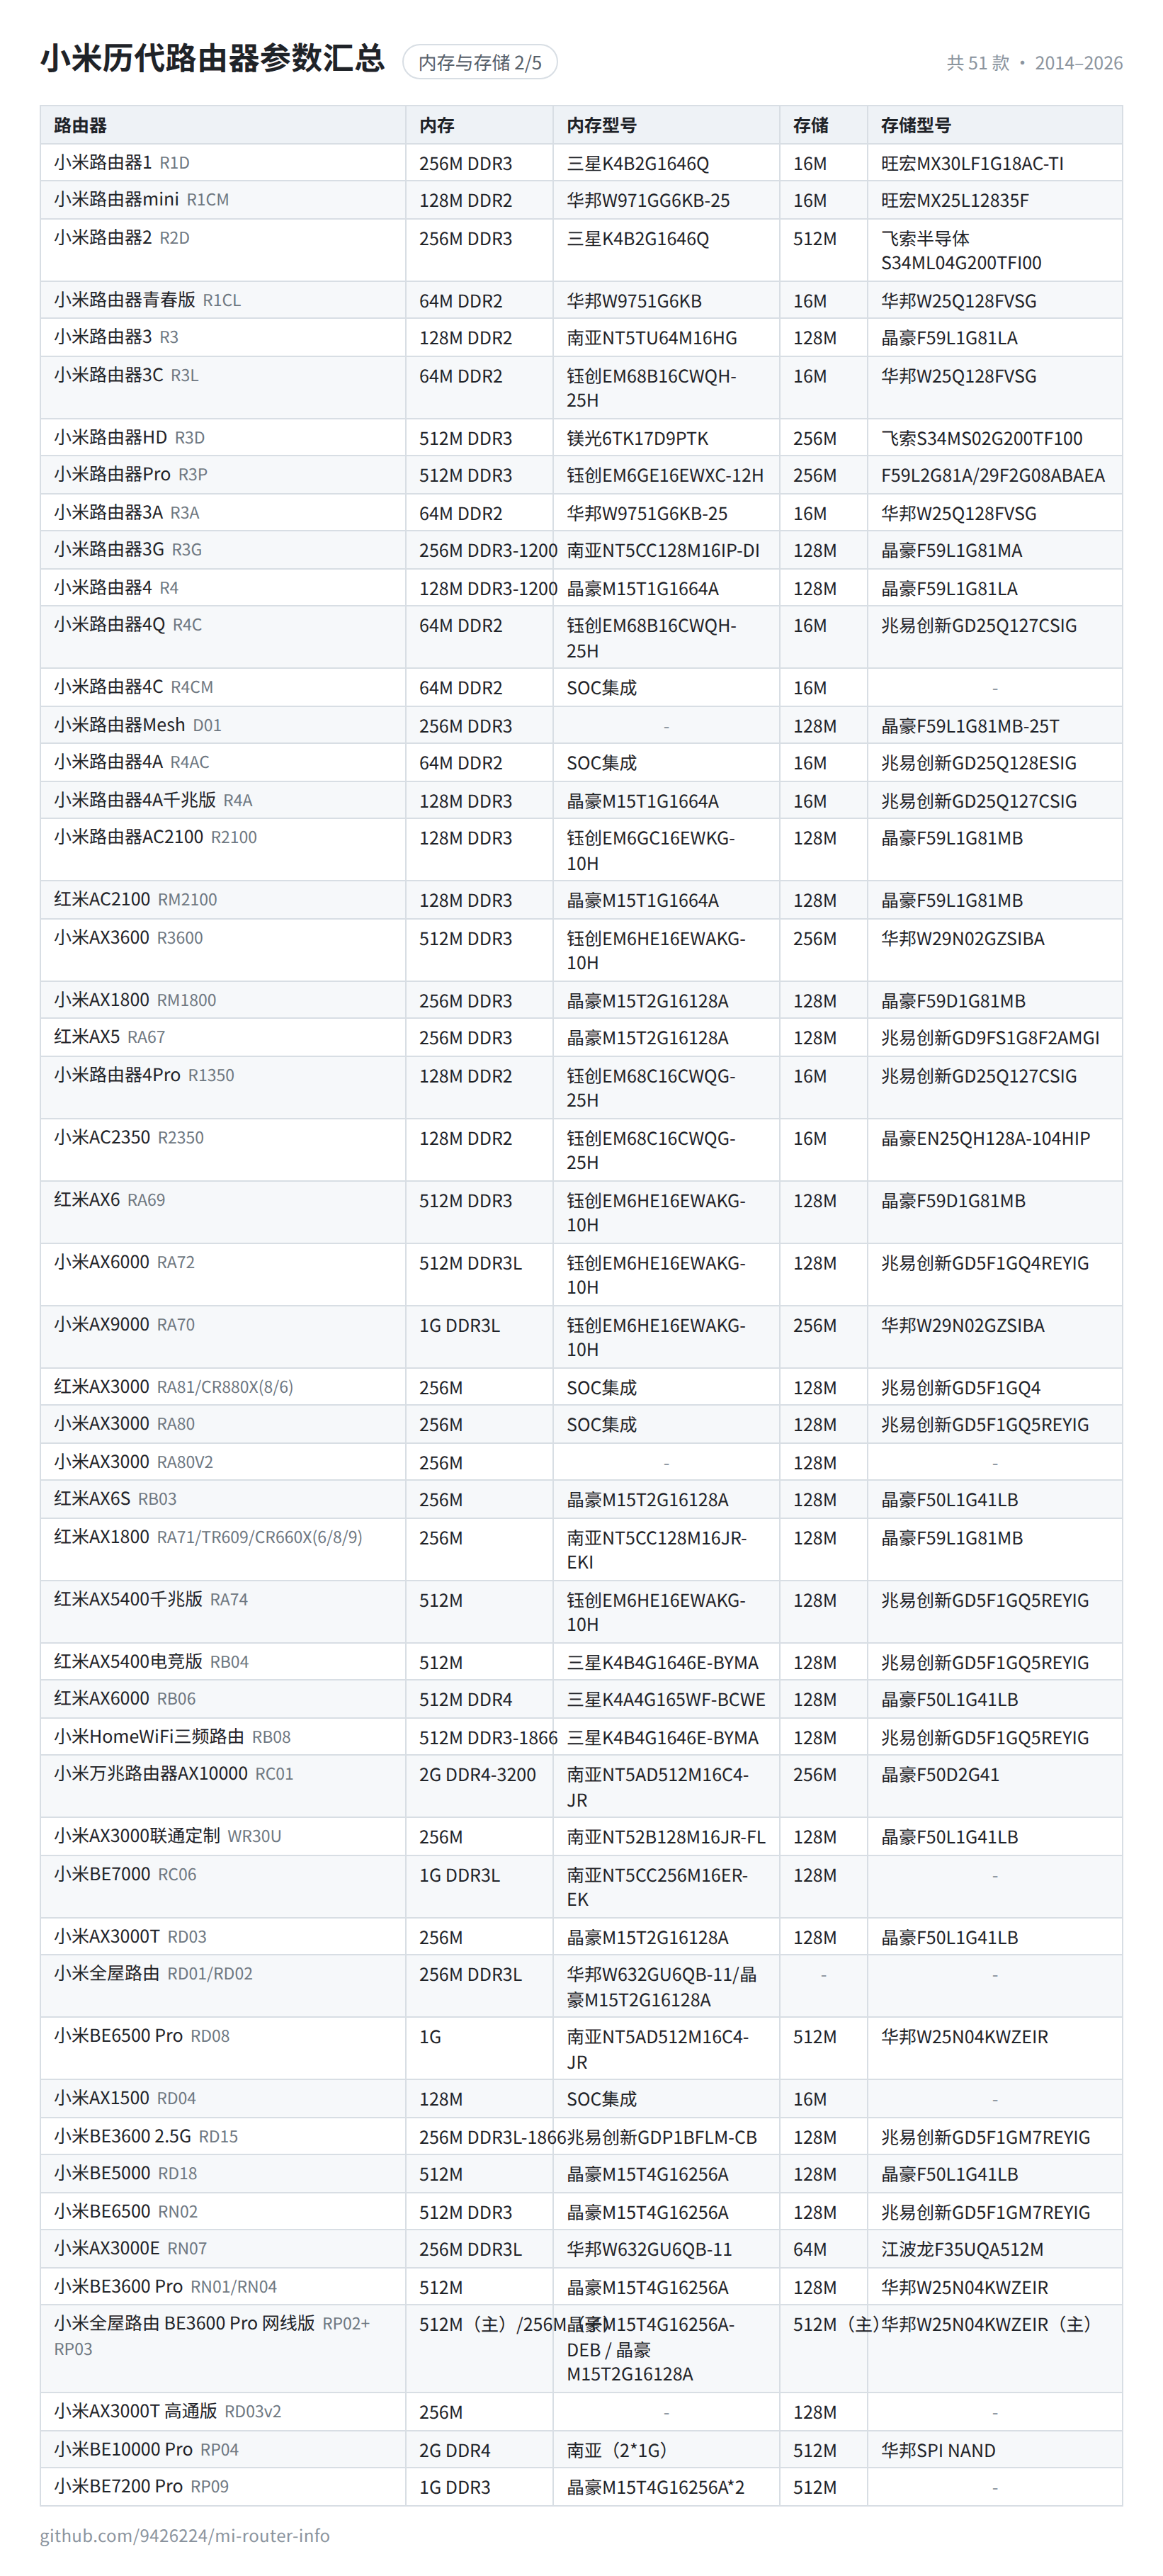 小米历代路由器参数汇总 内存与存储 2/5 共 51 款 · 2014–2026
路由器 内存 内存型号 存储 存储型号
小米路由器1 R1D 256M DDR3 三星K4B2G1646Q 16M 旺宏MX30LF1G18AC-TI
小米路由器mini R1CM 128M DDR2 华邦W971GG6KB-25 16M 旺宏MX25L12835F
小米路由器2 R2D 256M DDR3 三星K4B2G1646Q 512M 飞索半导体
S34ML04G200TFI00
小米路由器青春版 R1CL 64M DDR2 华邦W9751G6KB 16M 华邦W25Q128FVSG
小米路由器3 R3 128M DDR2 南亚NT5TU64M16HG 128M 晶豪F59L1G81LA
小米路由器3C R3L 64M DDR2 钰创EM68B16CWQH- 16M 华邦W25Q128FVSG
25H
小米路由器HD R3D 512M DDR3 镁光6TK17D9PTK 256M 飞索S34MS02G200TF100
小米路由器Pro R3P 512M DDR3 钰创EM6GE16EWXC-12H 256M F59L2G81A/29F2G08ABAEA
小米路由器3A R3A 64M DDR2 华邦W9751G6KB-25 16M 华邦W25Q128FVSG
小米路由器3G R3G 256M DDR3-1200 南亚NT5CC128M16IP-DI 128M 晶豪F59L1G81MA
小米路由器4 R4 128M DDR3-1200 晶豪M15T1G1664A 128M 晶豪F59L1G81LA
小米路由器4Q R4C 64M DDR2 钰创EM68B16CWQH- 16M 兆易创新GD25Q127CSIG
25H
小米路由器4C R4CM 64M DDR2 SOC集成 16M -
小米路由器Mesh D01 256M DDR3 - 128M 晶豪F59L1G81MB-25T
小米路由器4A R4AC 64M DDR2 SOC集成 16M 兆易创新GD25Q128ESIG
小米路由器4A千兆版 R4A 128M DDR3 晶豪M15T1G1664A 16M 兆易创新GD25Q127CSIG
小米路由器AC2100 R2100 128M DDR3 钰创EM6GC16EWKG- 128M 晶豪F59L1G81MB
10H
红米AC2100 RM2100 128M DDR3 晶豪M15T1G1664A 128M 晶豪F59L1G81MB
小米AX3600 R3600 512M DDR3 钰创EM6HE16EWAKG- 256M 华邦W29N02GZSIBA
10H
小米AX1800 RM1800 256M DDR3 晶豪M15T2G16128A 128M 晶豪F59D1G81MB
红米AX5 RA67 256M DDR3 晶豪M15T2G16128A 128M 兆易创新GD9FS1G8F2AMGI
小米路由器4Pro R1350 128M DDR2 钰创EM68C16CWQG- 16M 兆易创新GD25Q127CSIG
25H
小米AC2350 R2350 128M DDR2 钰创EM68C16CWQG- 16M 晶豪EN25QH128A-104HIP
25H
红米AX6 RA69 512M DDR3 钰创EM6HE16EWAKG- 128M 晶豪F59D1G81MB
10H
小米AX6000 RA72 512M DDR3L 钰创EM6HE16EWAKG- 128M 兆易创新GD5F1GQ4REYIG
10H
小米AX9000 RA70 1G DDR3L 钰创EM6HE16EWAKG- 256M 华邦W29N02GZSIBA
10H
红米AX3000 RA81/CR880X(8/6) 256M SOC集成 128M 兆易创新GD5F1GQ4
小米AX3000 RA80 256M SOC集成 128M 兆易创新GD5F1GQ5REYIG
小米AX3000 RA80V2 256M - 128M -
红米AX6S RB03 256M 晶豪M15T2G16128A 128M 晶豪F50L1G41LB
红米AX1800 RA71/TR609/CR660X(6/8/9) 256M 南亚NT5CC128M16JR- 128M 晶豪F59L1G81MB
EKI
红米AX5400千兆版 RA74 512M 钰创EM6HE16EWAKG- 128M 兆易创新GD5F1GQ5REYIG
10H
红米AX5400电竞版 RB04 512M 三星K4B4G1646E-BYMA 128M 兆易创新GD5F1GQ5REYIG
红米AX6000 RB06 512M DDR4 三星K4A4G165WF-BCWE 128M 晶豪F50L1G41LB
小米HomeWiFi三频路由 RB08 512M DDR3-1866 三星K4B4G1646E-BYMA 128M 兆易创新GD5F1GQ5REYIG
小米万兆路由器AX10000 RC01 2G DDR4-3200 南亚NT5AD512M16C4- 256M 晶豪F50D2G41
JR
小米AX3000联通定制 WR30U 256M 南亚NT52B128M16JR-FL 128M 晶豪F50L1G41LB
小米BE7000 RC06 1G DDR3L 南亚NT5CC256M16ER- 128M -
EK
小米AX3000T RD03 256M 晶豪M15T2G16128A 128M 晶豪F50L1G41LB
小米全屋路由 RD01/RD02 256M DDR3L 华邦W632GU6QB-11/晶 - -
豪M15T2G16128A
小米BE6500 Pro RD08 1G 南亚NT5AD512M16C4- 512M 华邦W25N04KWZEIR
JR
小米AX1500 RD04 128M SOC集成 16M -
小米BE3600 2.5G RD15 256M DDR3L-1866 兆易创新GDP1BFLM-CB 128M 兆易创新GD5F1GM7REYIG
小米BE5000 RD18 512M 晶豪M15T4G16256A 128M 晶豪F50L1G41LB
小米BE6500 RN02 512M DDR3 晶豪M15T4G16256A 128M 兆易创新GD5F1GM7REYIG
小米AX3000E RN07 256M DDR3L 华邦W632GU6QB-11 64M 江波龙F35UQA512M
小米BE3600 Pro RN01/RN04 512M 晶豪M15T4G16256A 128M 华邦W25N04KWZEIR
小米全屋路由 BE3600 Pro 网线版 RP02+ 512M（主）/256M（子） 晶豪M15T4G16256A- 512M（主） 华邦W25N04KWZEIR（主）
RP03 DEB / 晶豪
M15T2G16128A
小米AX3000T 高通版 RD03v2 256M - 128M -
小米BE10000 Pro RP04 2G DDR4 南亚（2*1G） 512M 华邦SPI NAND
小米BE7200 Pro RP09 1G DDR3 晶豪M15T4G16256A*2 512M -
github.com/9426224/mi-router-info